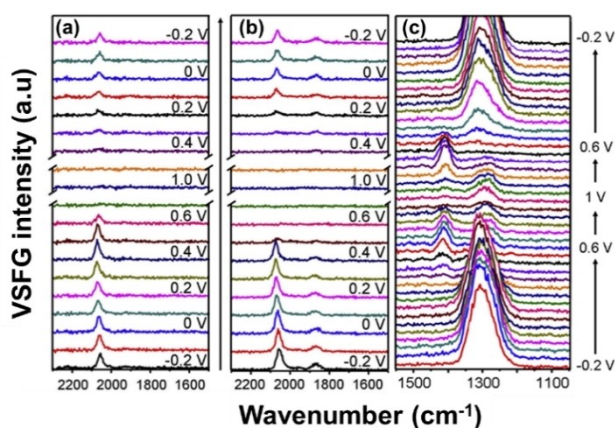 (a)
-0.2 V
0 V
0.2 V
0.4 V
1.0 V
0.6 V
0.4 V
0.2 V
0 V
-0.2 V
2200 2000 1800 1600
(b)
-0.2 V
0 V
0.2 V
0.4 V
1.0 V
0.6 V
0.4 V
0.2 V
0 V
-0.2 V
2200 2000 1800 1600
(c)
1500 1300 1100
-0.2 V
0.6 V
1 V
0.6 V
-0.2 V
VSFG intensity (a.u)
Wavenumber (cm⁻¹)